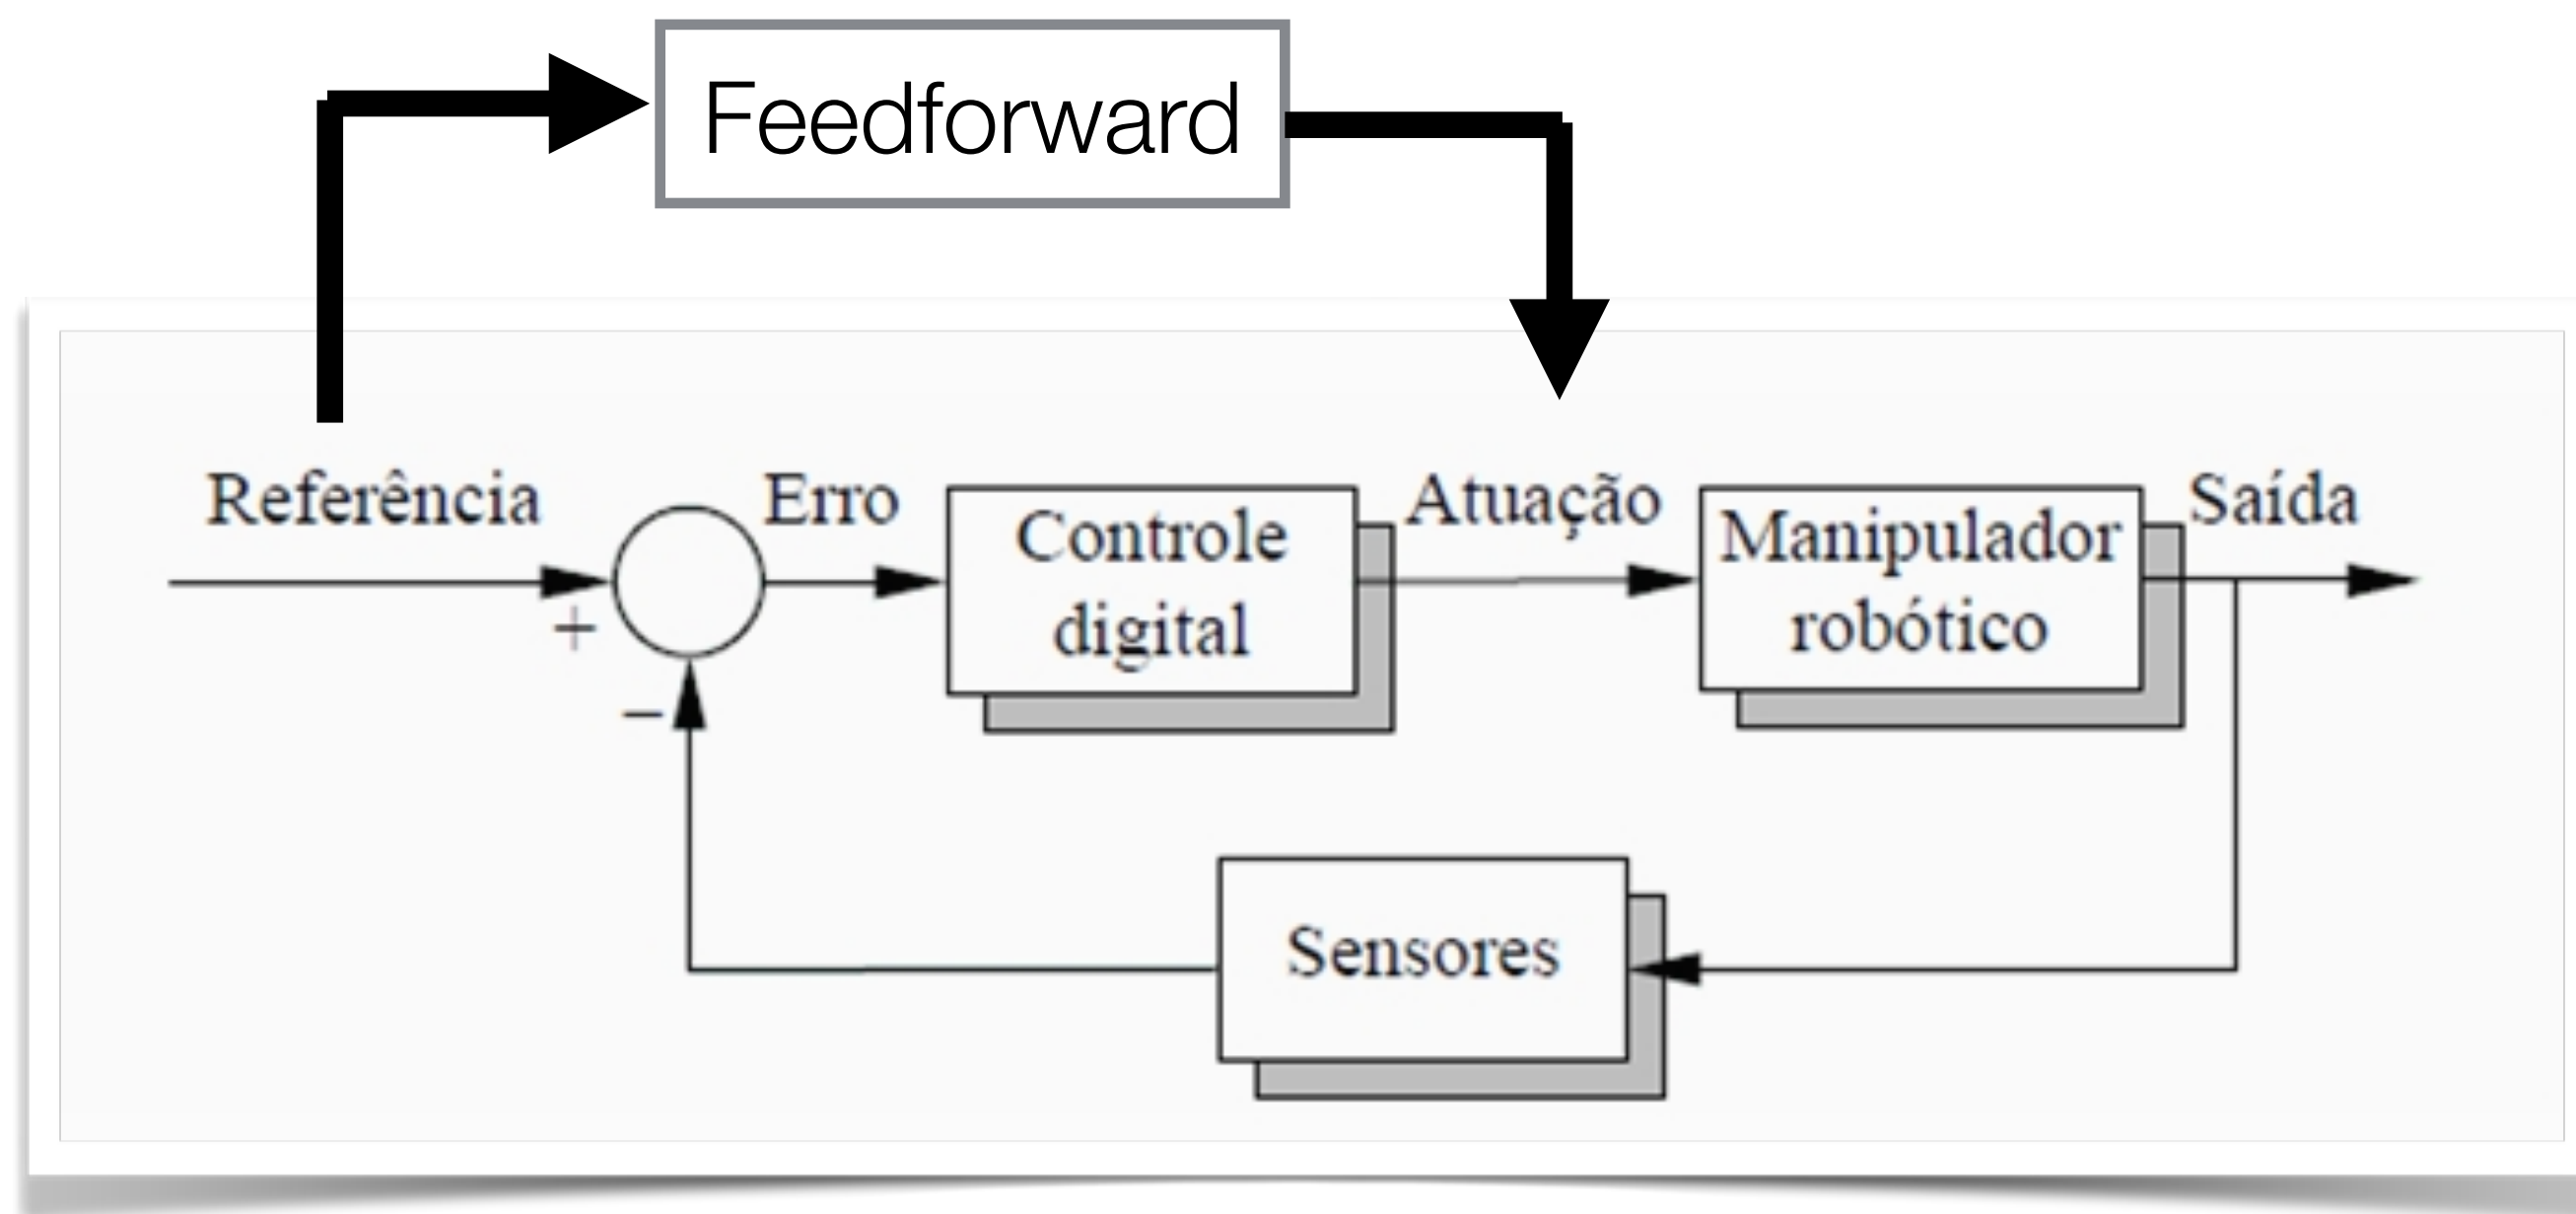 Feedforward
Referência
Erro
Controle
digital
Atuação
Manipulador
robótico
Saída
+
−
Sensores